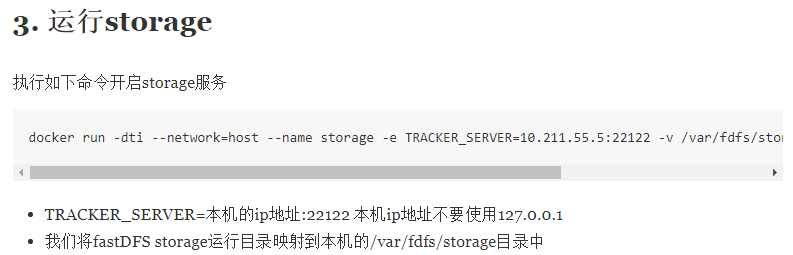 3. 运行storage
执行如下命令开启storage服务
docker run -dti --network=host --name storage -e TRACKER_SERVER=10.211.55.5:22122 -v /var/fdfs/sto
TRACKER_SERVER=本机的ip地址:22122 本机ip地址不要使用127.0.0.1
我们将fastDFS storage运行目录映射到本机的/var/fdfs/storage目录中